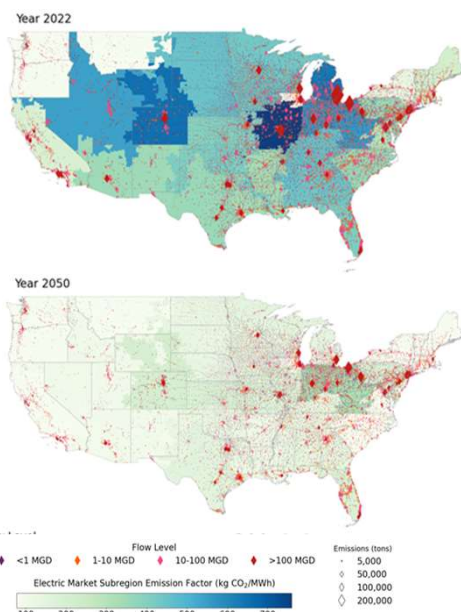 Year 2022
Year 2050
Flow Level
<1 MGD 1-10 MGD 10-100 MGD >100 MGD
Emissions (tons)
5,000
50,000
100,000
200,000
Electric Market Subregion Emission Factor (kg CO₂/MWh)